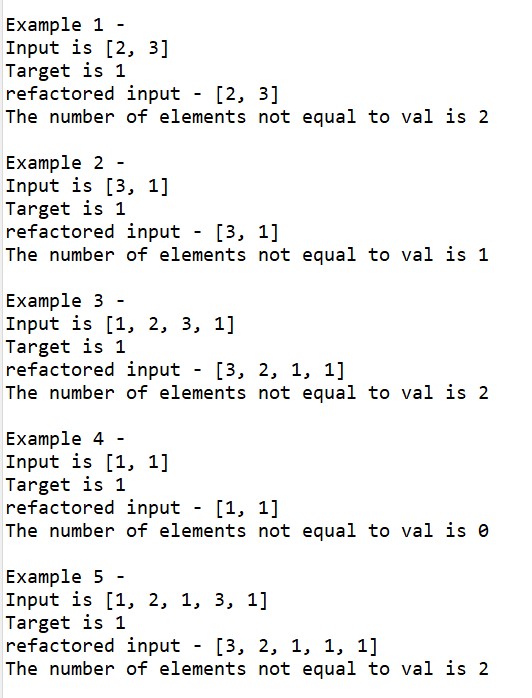 Example 1 -
Input is [2, 3]
Target is 1
refactored input - [2, 3]
The number of elements not equal to val is 2
Example 2 -
Input is [3, 1]
Target is 1
refactored input - [3, 1]
The number of elements not equal to val is 1
Example 3 -
Input is [1, 2, 3, 1]
Target is 1
refactored input - [3, 2, 1, 1]
The number of elements not equal to val is 2
Example 4 -
Input is [1, 1]
Target is 1
refactored input - [1, 1]
The number of elements not equal to val is 0
Example 5 -
Input is [1, 2, 1, 3, 1]
Target is 1
refactored input - [3, 2, 1, 1, 1]
The number of elements not equal to val is 2